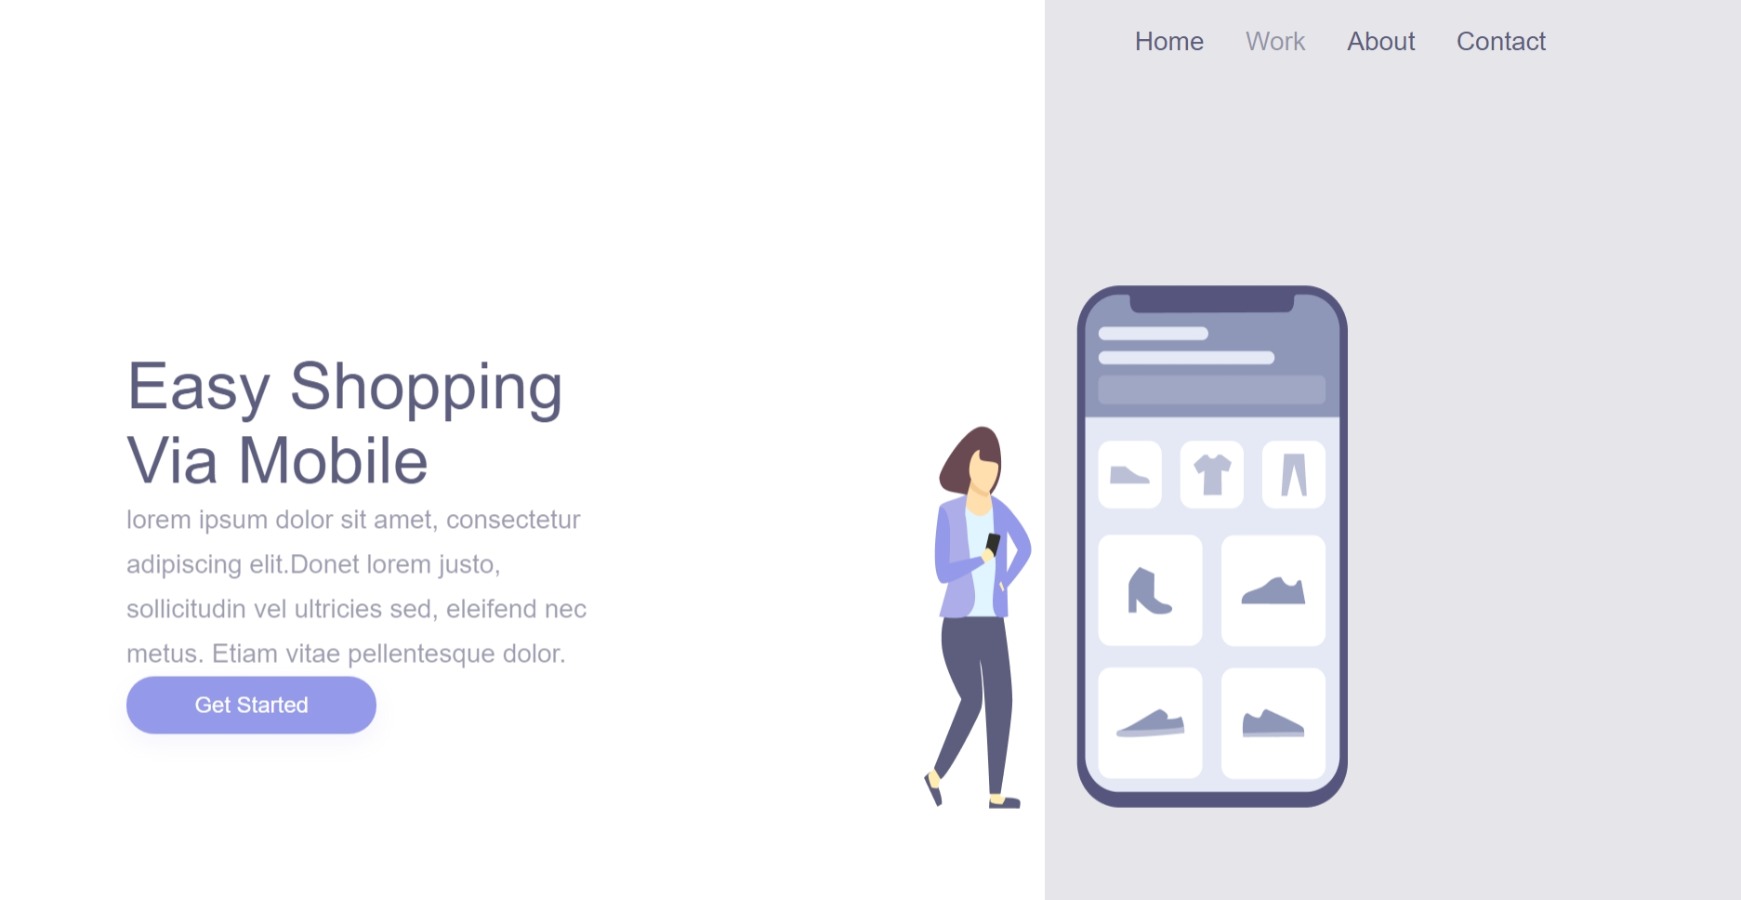 Home Work About Contact
Easy Shopping
Via Mobile
lorem ipsum dolor sit amet, consectetur
adipiscing elit.Donet lorem justo,
sollicitudin vel ultricies sed, eleifend nec
metus. Etiam vitae pellentesque dolor.
Get Started